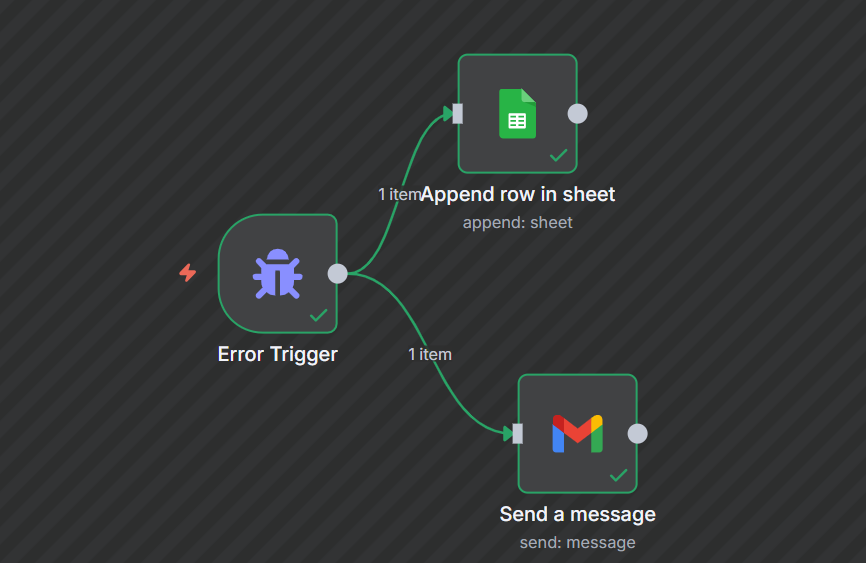 1 item
Append row in sheet
append: sheet
Error Trigger
1 item
Send a message
send: message